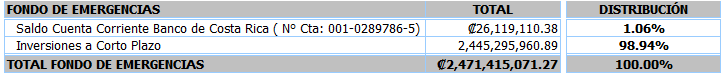 FONDO DE EMERGENCIAS TOTAL DISTRIBUCIÓN
Saldo Cuenta Corriente Banco de Costa Rica ( Nº Cta: 001-0289786-5) ₡26,119,110.38 1.06%
Inversiones a Corto Plazo 2,445,295,960.89 98.94%
TOTAL FONDO DE EMERGENCIAS ₡2,471,415,071.27 100.00%